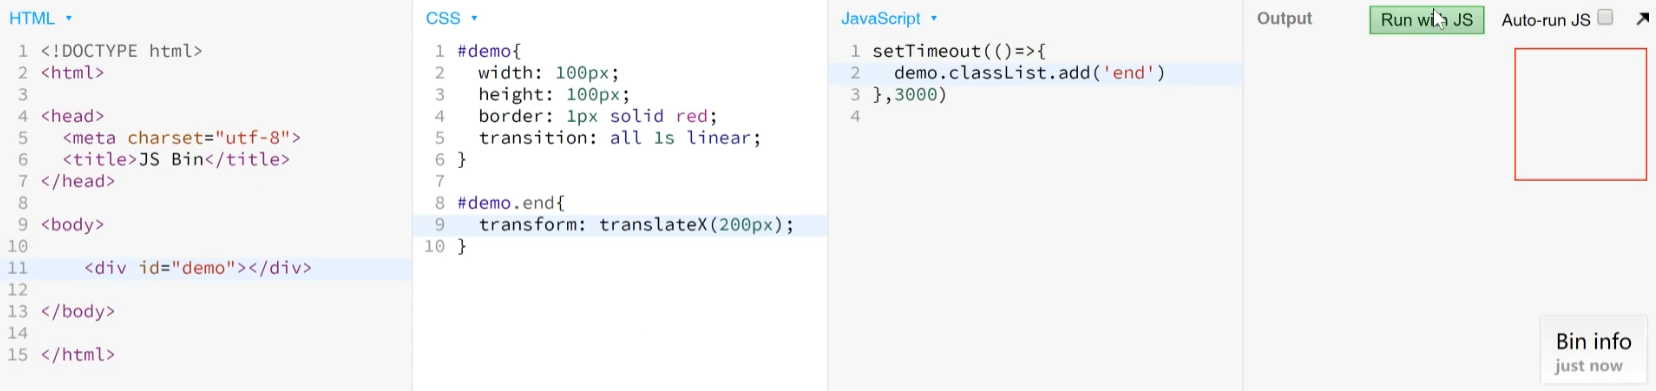 HTML ▾
1 <!DOCTYPE html>
2 <html>
3
4 <head>
5   <meta charset="utf-8">
6   <title>JS Bin</title>
7 </head>
8
9 <body>
10
11     <div id="demo"></div>
12
13 </body>
14
15 </html>
CSS ▾
1 #demo{
2   width: 100px;
3   height: 100px;
4   border: 1px solid red;
5   transition: all 1s linear;
6 }
7
8 #demo.end{
9   transform: translateX(200px);
10 }
JavaScript ▾
1 setTimeout(()=>{
2   demo.classList.add('end')
3 },3000)
4
Output
Run with JS
Auto-run JS
Bin info
just now